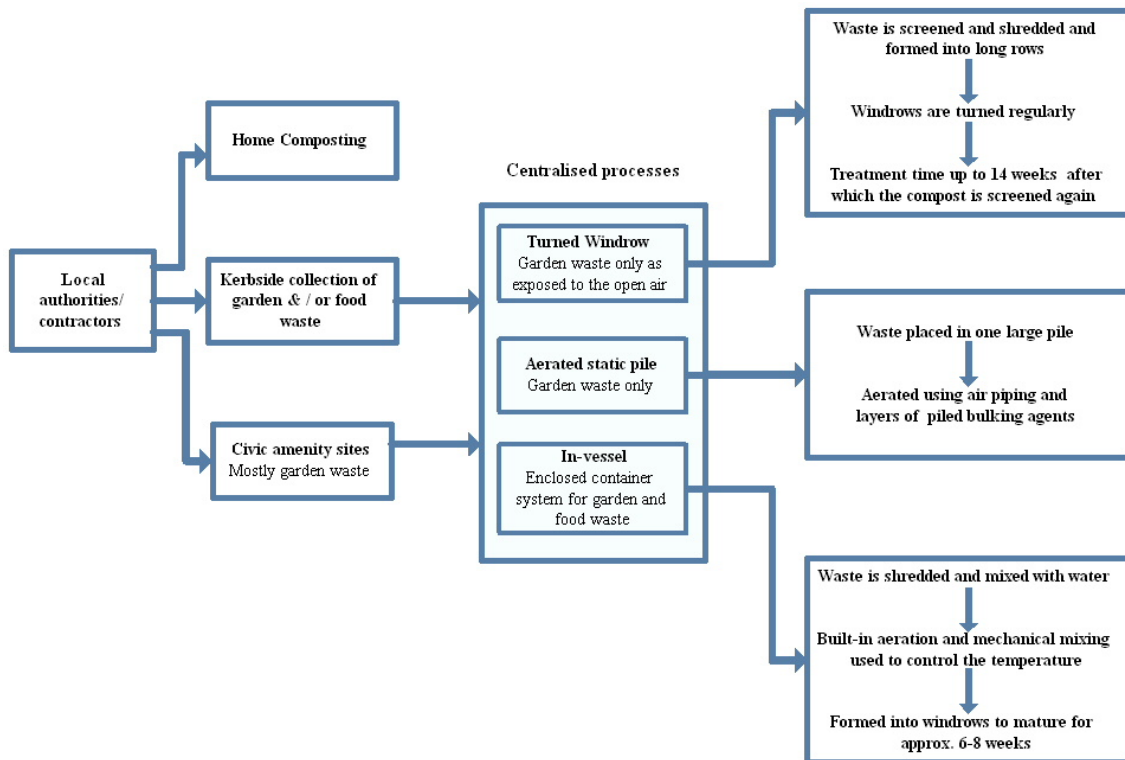 Local
authorities/
contractors
Home Composting
Kerbside collection of
garden & / or food
waste
Civic amenity sites
Mostly garden waste
Centralised processes
Turned Windrow
Garden waste only as
exposed to the open air
Aerated static pile
Garden waste only
In-vessel
Enclosed container
system for garden and
food waste
Waste is screened and shredded and
formed into long rows
Windrows are turned regularly
Treatment time up to 14 weeks after
which the compost is screened again
Waste placed in one large pile
Aerated using air piping and
layers of piled bulking agents
Waste is shredded and mixed with water
Built-in aeration and mechanical mixing
used to control the temperature
Formed into windrows to mature for
approx. 6-8 weeks